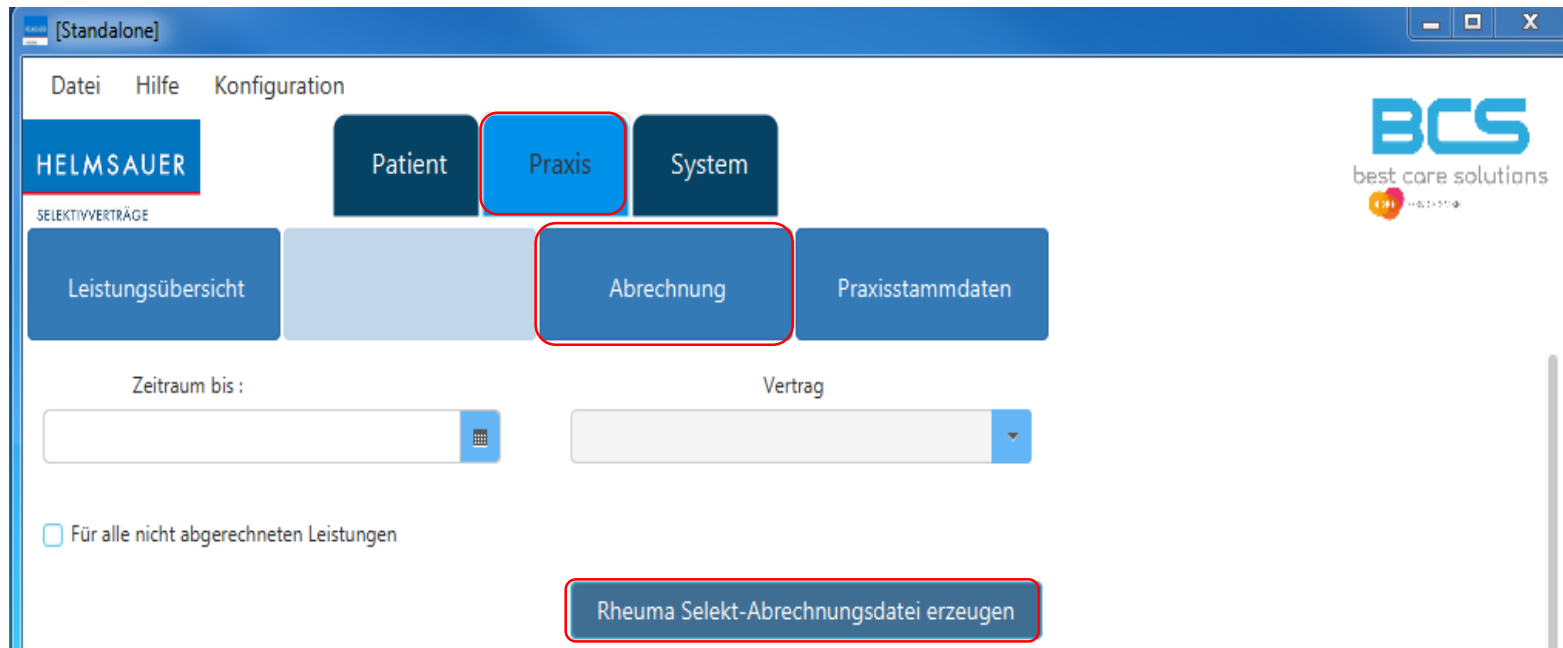 [Standalone]
Datei Hilfe Konfiguration
HELMSAUER
SELEKTIVVERTRÄGE
Patient Praxis System
BCS
best care solutions
Leistungsübersicht Abrechnung Praxisstammdaten
Zeitraum bis :
Vertrag
Für alle nicht abgerechneten Leistungen
Rheuma Selekt-Abrechnungsdatei erzeugen